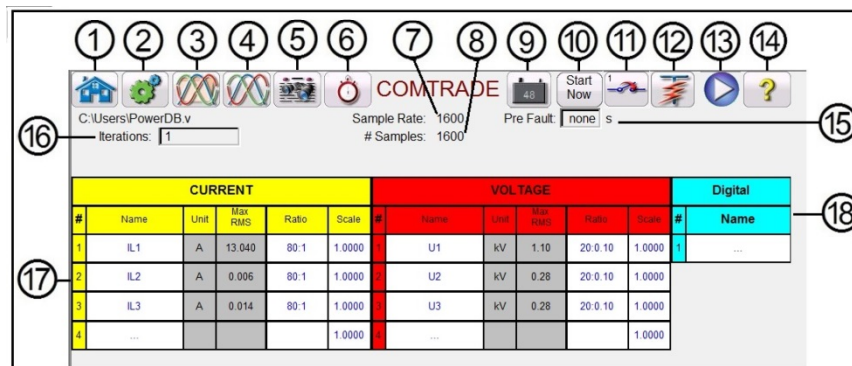 1 2 3 4 5 6 7 8 9 10 11 12 13 14
COMTRADE 48 Start Now 1 ?
C:\Users\PowerDB.v Sample Rate: 1600 Pre Fault: none s 15
16 Iterations: 1 # Samples: 1600
CURRENT VOLTAGE Digital
# Name Unit Max RMS Ratio Scale # Name Unit Max RMS Ratio Scale # Name 18
1 IL1 A 13.040 80:1 1.0000 1 U1 kV 1.10 20:0.10 1.0000 1 ...
17 2 IL2 A 0.006 80:1 1.0000 2 U2 kV 0.28 20:0.10 1.0000
3 IL3 A 0.014 80:1 1.0000 3 U3 kV 0.28 20:0.10 1.0000
4 ... 1.0000 4 ... 1.0000